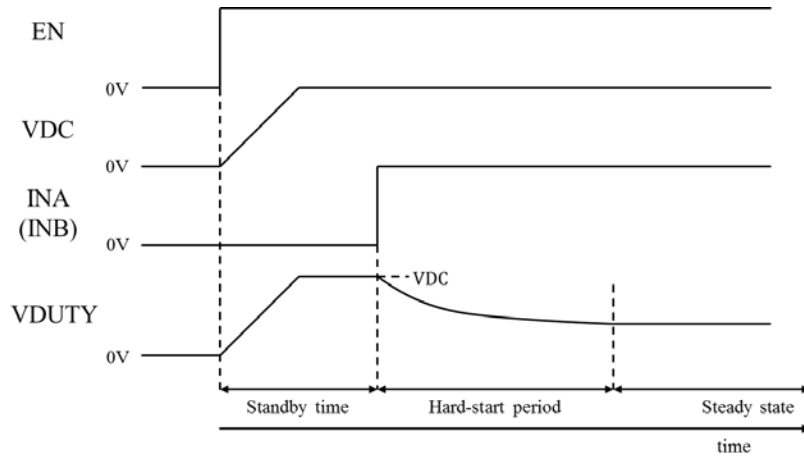 EN
0V
VDC
0V
INA
(INB)
0V
VDC
VDUTY
0V
Standby time
Hard-start period
Steady state
time